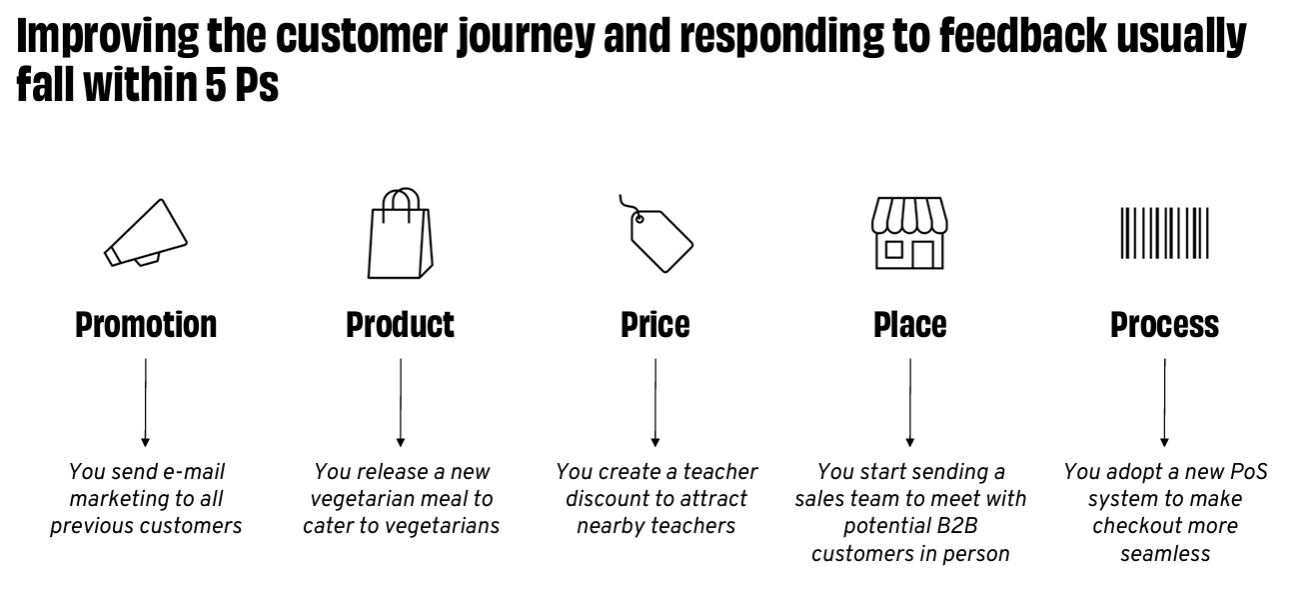 Improving the customer journey and responding to feedback usually
fall within 5 Ps
Promotion
You send e-mail
marketing to all
previous customers
Product
You release a new
vegetarian meal to
cater to vegetarians
Price
You create a teacher
discount to attract
nearby teachers
Place
You start sending a
sales team to meet with
potential B2B
customers in person
Process
You adopt a new PoS
system to make
checkout more
seamless